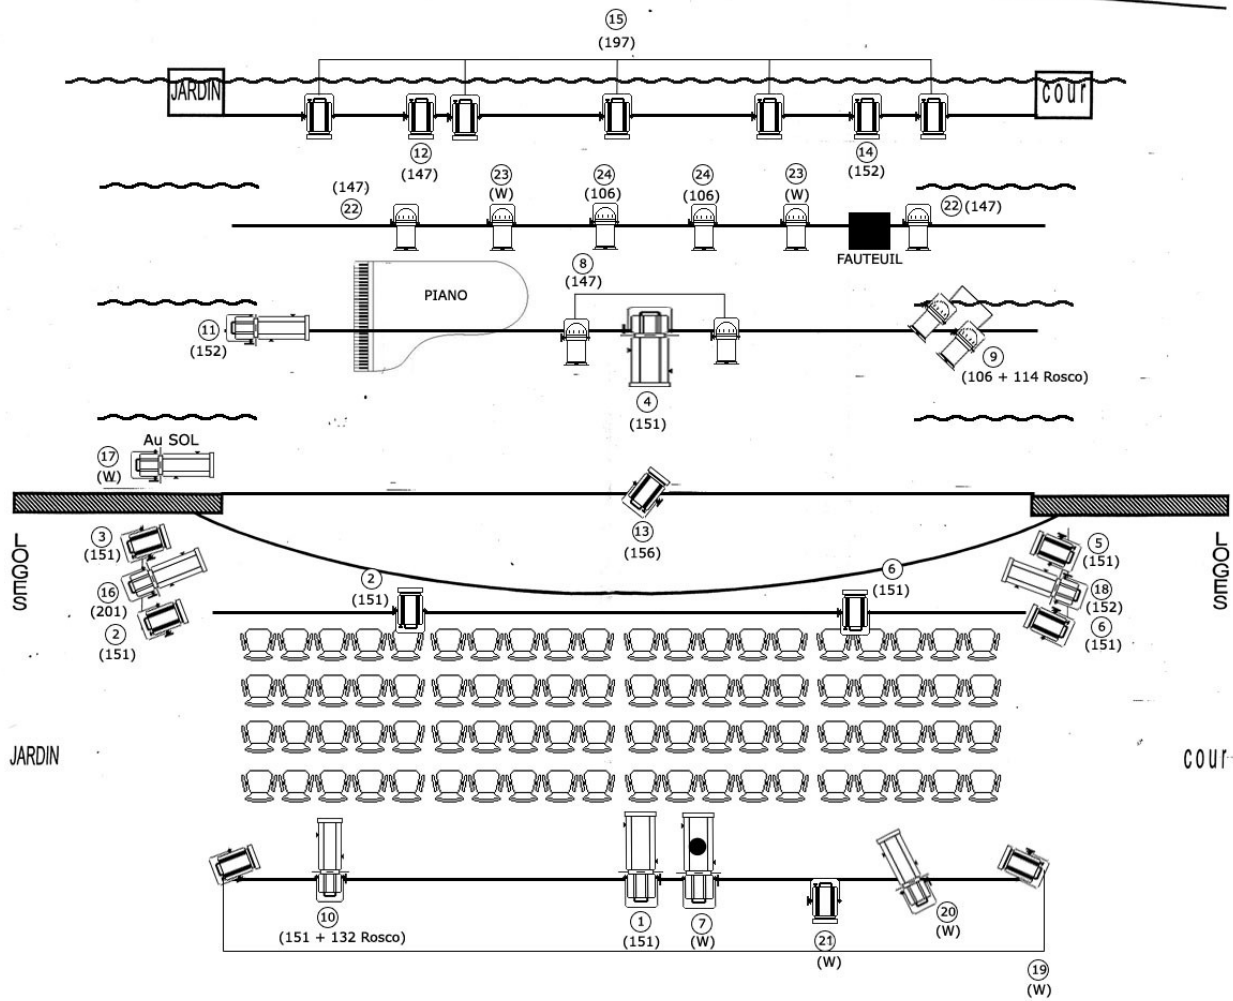 15
(197)
JARDIN
cour
12
(147)
14
(152)
(147)
22
23
(W)
24
(106)
24
(106)
23
(W)
22 (147)
FAUTEUIL
8
(147)
PIANO
11
(152)
9
(106 + 114 Rosco)
4
(151)
Au SOL
17
(W)
13
(156)
LOGES
3
(151)
16
(201)
2
(151)
2
(151)
6
(151)
5
(151)
18
(152)
6
(151)
LOGES
JARDIN
cour
10
(151 + 132 Rosco)
1
(151)
7
(W)
21
(W)
20
(W)
19
(W)